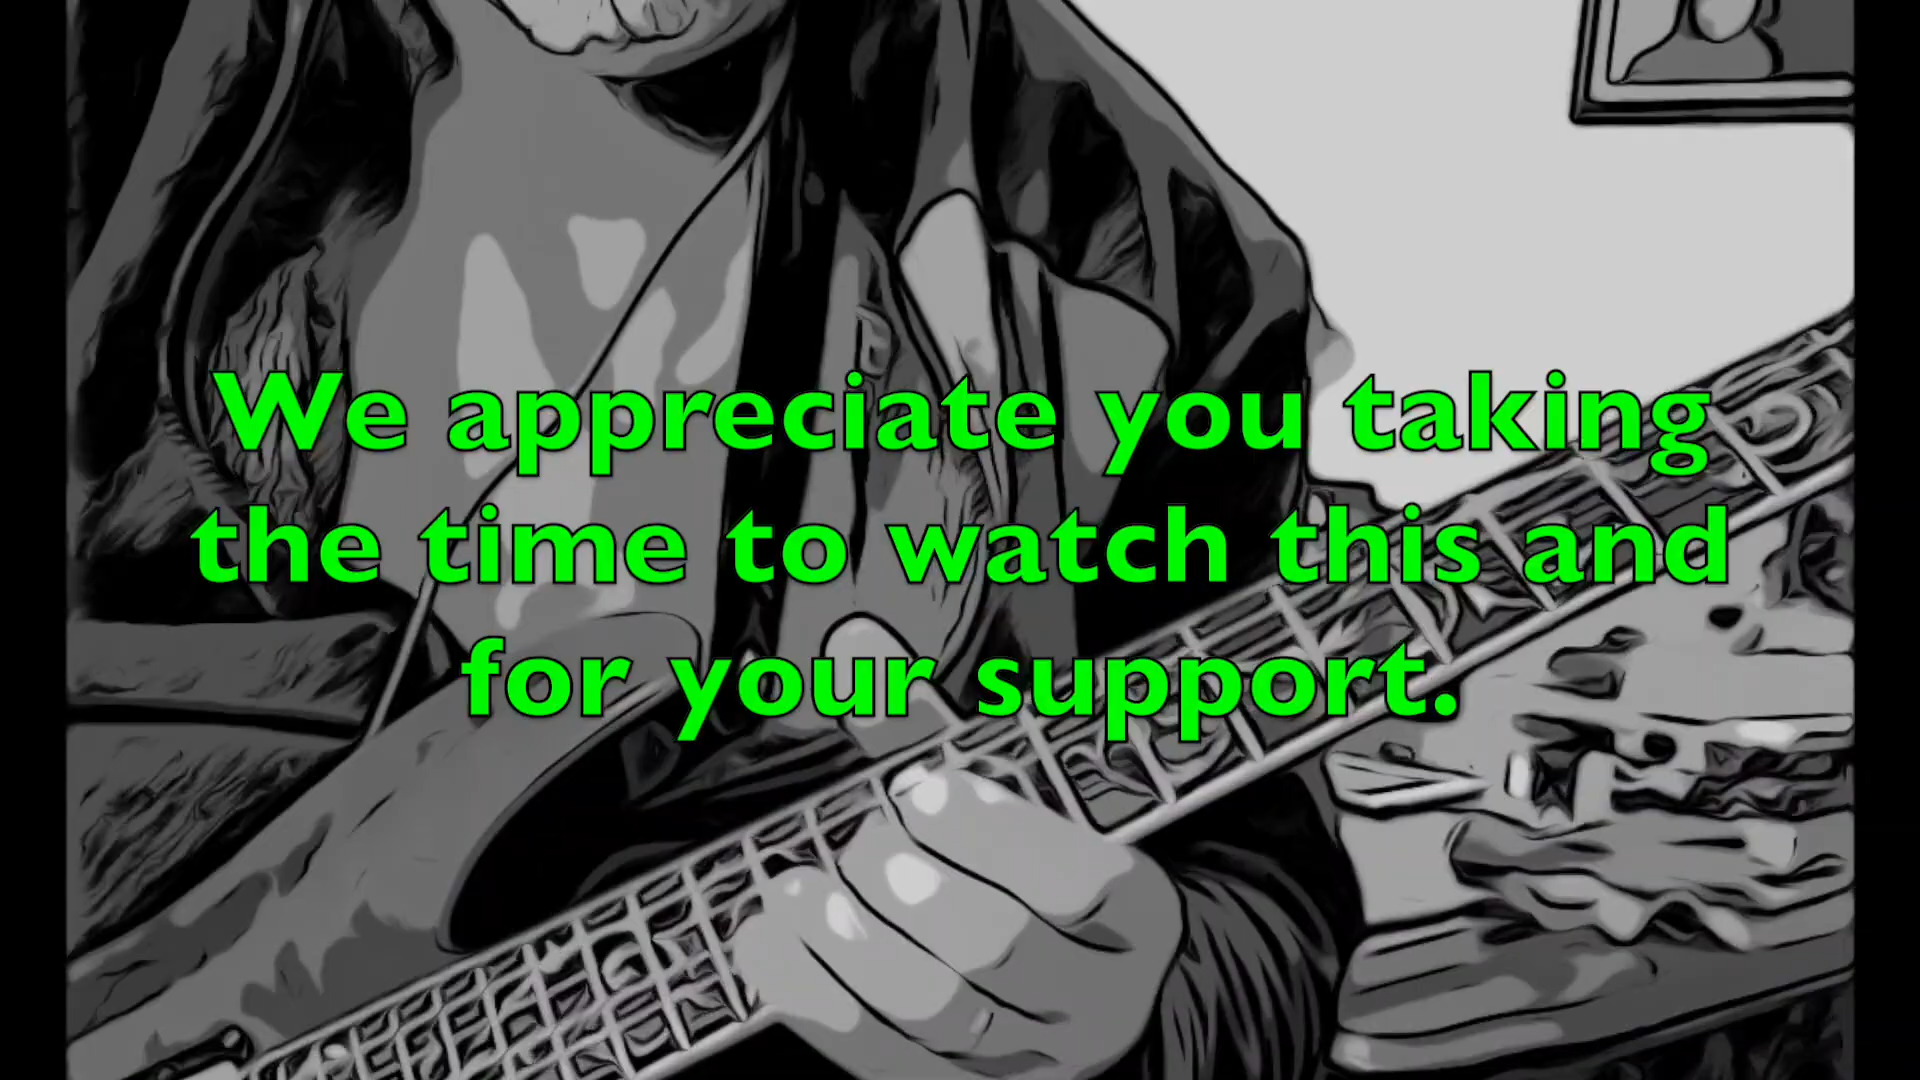 We appreciate you taking
the time to watch this and
for your support.